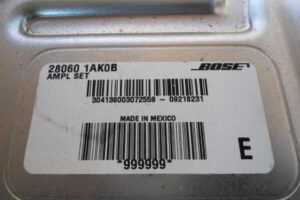 28060 1AK0B
AMPL SET
BOSE
304138003072559 - 09218231
MADE IN MEXICO
*999999*
E